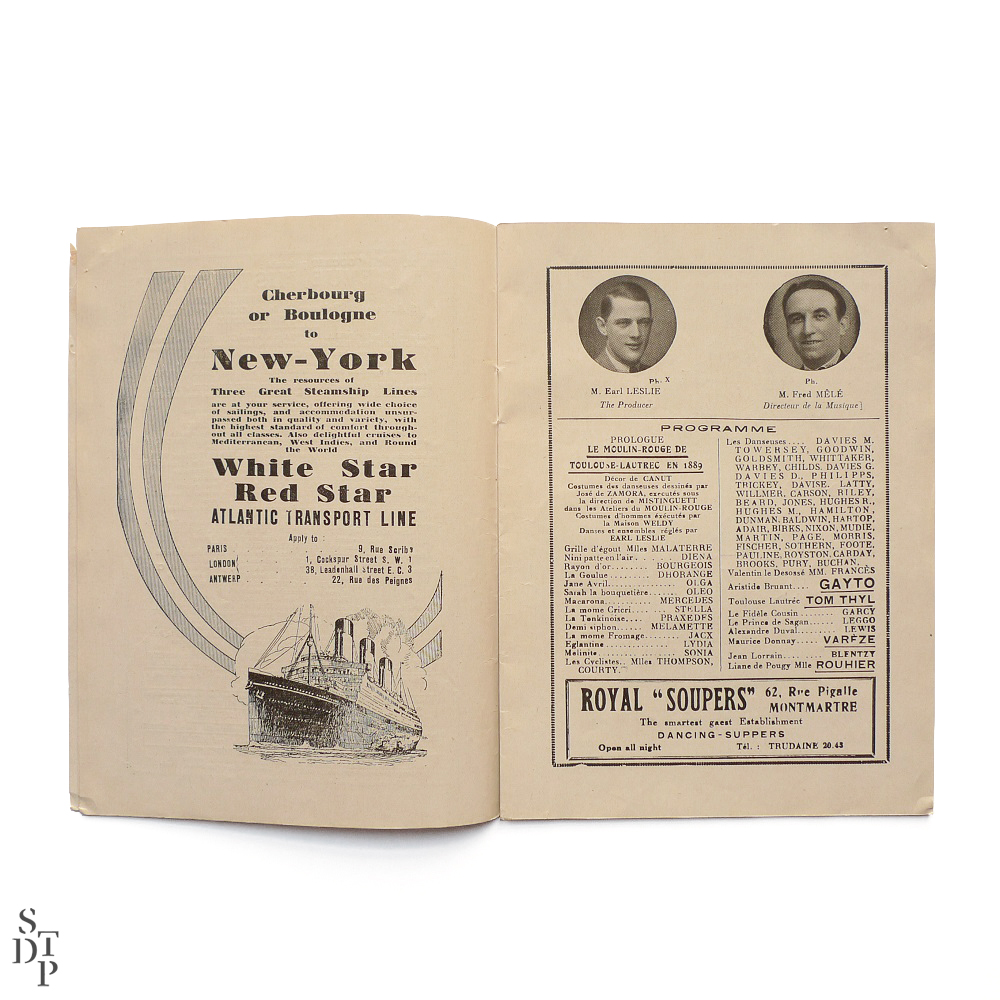 Cherbourg
or Boulogne
to
New-York
The resources of
Three Great Steamship Lines
are at your service, offering wide choice
of sailings, and accommodation unsur-
passed both in quality and variety, with
the highest standard of comfort through-
out all classes. Also delightful cruises to
Mediterranean, West Indies, and Round
the World
White Star
Red Star
ATLANTIC TRANSPORT LINE
Apply to :
PARIS . . . . . 9, Rue Scribe
LONDON . . . . . 1, Cockspur Street S. W. 1
38, Leadenhall Street E. C. 3
ANTWERP . . . . . 22, Rue des Peignes
Ph. X
M. Earl LESLIE
The Producer
Ph.
M. Fred MÊLÉ
Directeur de la Musique]
PROGRAMME
PROLOGUE
LE MOULIN-ROUGE DE
TOULOUSE-LAUTREC EN 1889
Décor de CANUT
Costumes des danseuses dessinés par
José de ZAMORA, executés sous
la direction de MISTINGUETT
dans les Ateliers du MOULIN-ROUGE
Costumes d'hommes éxécutés par
la Maison WELDY
Danses et ensembles réglés par
EARL LESLIE
Grille d'égout Mlles MALATERRE
Nini patte en l'air . . . . . DIENA
Rayon d'or....... BOURGEOIS
La Goulue ........ DHORANGE
Jane Avril............... OLGA
Sarah la bouquetière...... OLEO
Macarona......... MERCEDES
La mome Cricri.... STELLA
La Tonkinoise.... PRAXEDES
Demi siphon...... MELAMETTE
La mome Fromage....... JACX
Eglantine ............ LYDIA
Melinite............... SONIA
Les Cyclistes.. Mlles THOMPSON,
COURTY.
Les Danseuses.... DAVIES M.
TOWERSEY, GOODWIN,
GOLDSMITH, WHITTAKER,
WARREY, CHILDS, DAVIES G.
DAVIES D., PHILIPPS,
TRICKEY, DAVISE, LATTY,
WILLMER, CARSON, RILEY,
BEARD, JONES, HUGHES R.,
HUGHES M., HAMILTON,
DUNMAN, BALDWIN, HARTOP,
ADAIR, BIRKS, NIXON, MUDIE,
MARTIN, PAGE, MORRIS,
FISCHER, SOTHERN, FOOTE,
PAULINE, ROYSTON, CARDAY,
BROOKS, PURY, BUCHAN,
Valentin le Desossé MM. FRANCÈS
Aristide Bruant.... GAYTO
Toulouse Lautréc TOM THYL
Le Fidèle Cousin ........ GARCY
Le Prince de Sagan...... LEGGO
Alexandre Duval......... LEWIS
Maurice Donnay ..... VARÈZE
Jean Lorrain......... BLENTZY
Liane de Pougy Mlle ROUHIER
ROYAL "SOUPERS" 62, Rue Pigalle
MONTMARTRE
The smartest gaest Establishment
DANCING-SUPPERS
Open all night Tél. : TRUDAINE 20.43
S
DT
P